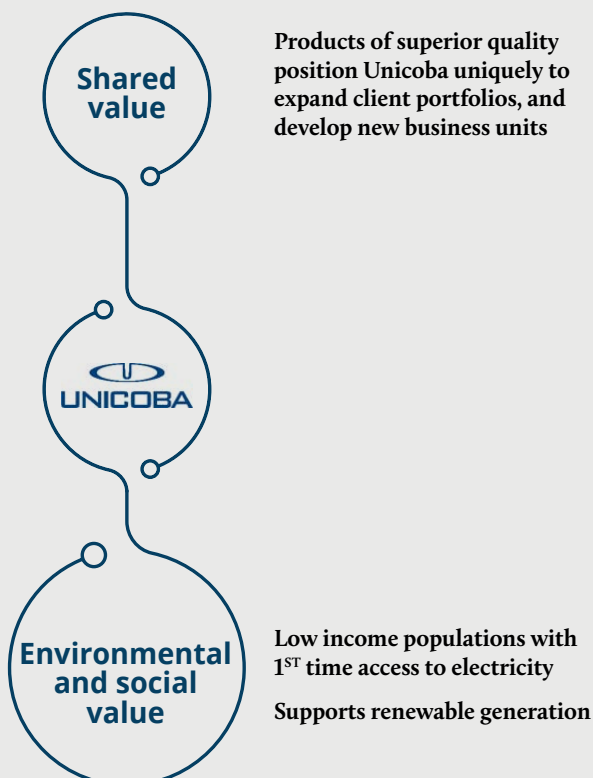 Shared
value
Products of superior quality
position Unicoba uniquely to
expand client portfolios, and
develop new business units
UNICOBA
Environmental
and social
value
Low income populations with
1ST time access to electricity
Supports renewable generation